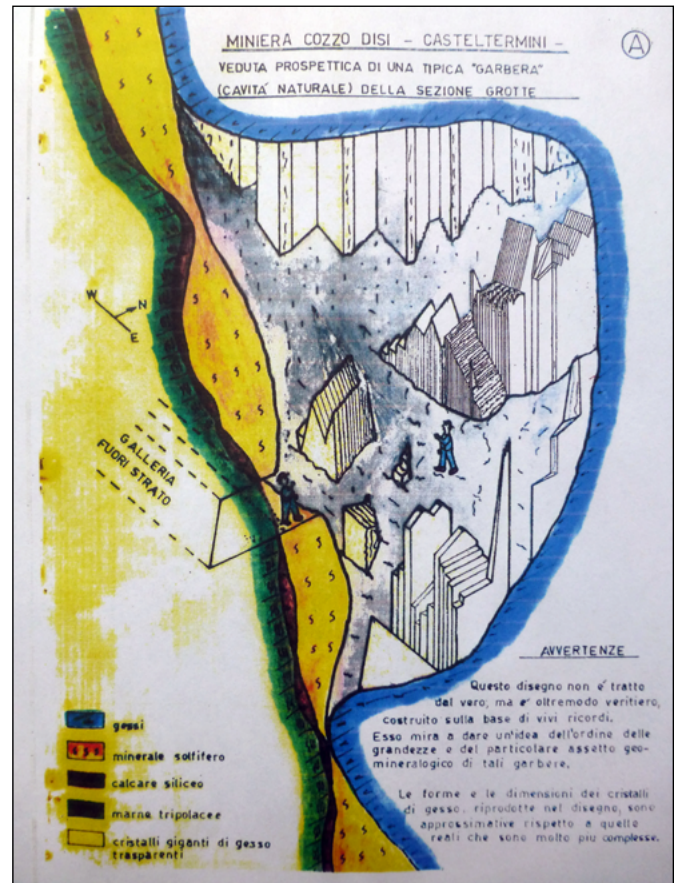 MINIERA COZZO DISI - CASTELTERMINI -
A
VEDUTA PROSPETTICA DI UNA TIPICA "GARBERA"
(CAVITÁ NATURALE) DELLA SEZIONE GROTTE
W
N
E
GALLERIA
FUORI STRATO
gessi
minerale solfifero
calcare siliceo
marne tripolacee
cristalli giganti di gesso
trasparenti
AVVERTENZE
Questo disegno non é tratto
dal vero; ma e' oltremodo veritiero,
costruito sulla base di vivi ricordi.
Esso mira a dare un'idea dell'ordine delle
grandezze e del particolare assetto geo-
mineralogico di tali garbere.
Le forme e le dimensioni dei cristalli
di gesso, riprodotte nel disegno, sono
approssimative rispetto a quelle
reali che sono molto piu complesse.